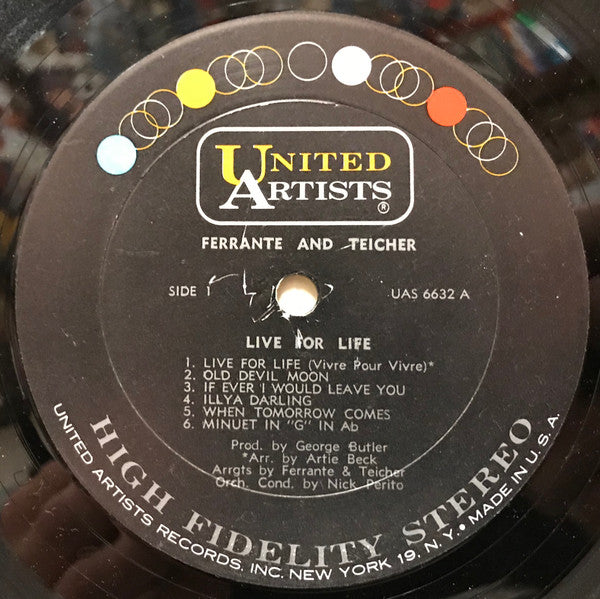 UNITED
ARTISTS
®
FERRANTE AND TEICHER
SIDE 1
UAS 6632 A
LIVE FOR LIFE
1. LIVE FOR LIFE (Vivre Pour Vivre)*
2. OLD DEVIL MOON
3. IF EVER I WOULD LEAVE YOU
4. ILLYA DARLING
5. WHEN TOMORROW COMES
6. MINUET IN "G" IN Ab
Prod. by George Butler
*Arr. by Artie Beck
Arrgts by Ferrante & Teicher
Orch. Cond. by Nick Perito
HIGH FIDELITY STEREO
UNITED ARTISTS RECORDS, INC. NEW YORK 19, N.Y. • MADE IN U.S.A.